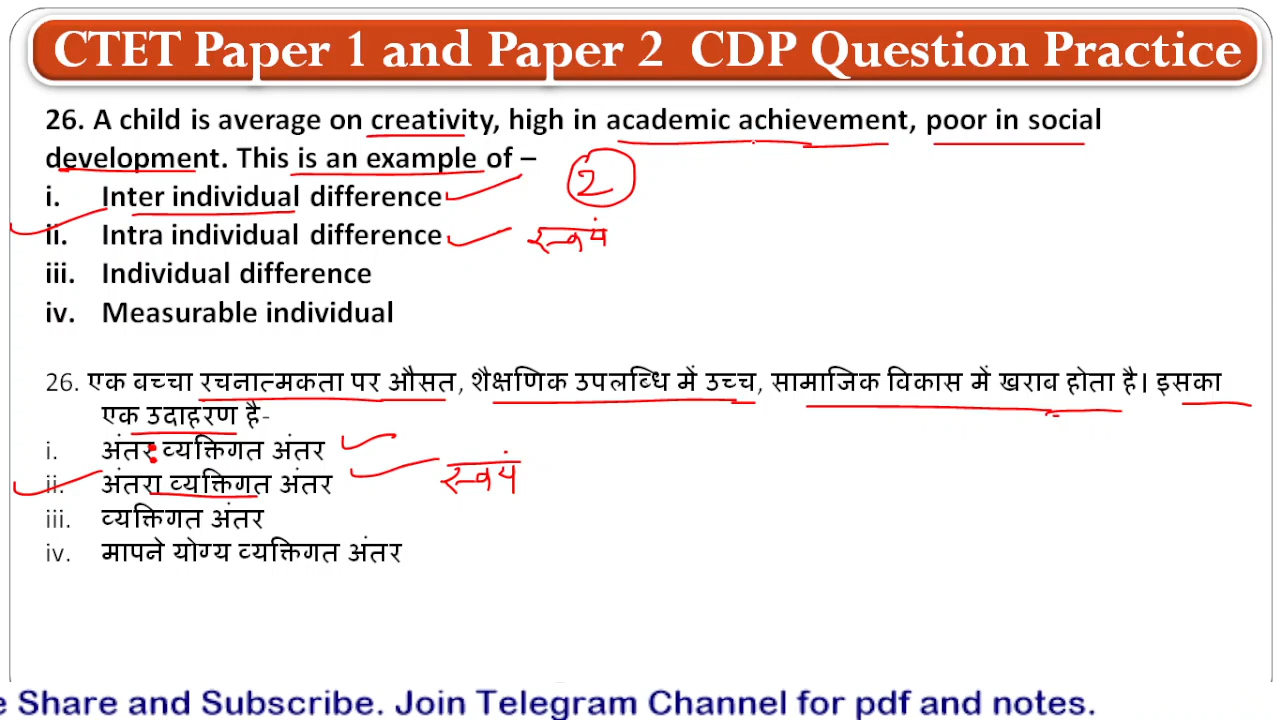 CTET Paper 1 and Paper 2 CDP Question Practice
26. A child is average on creativity, high in academic achievement, poor in social
development. This is an example of –
2
i. Inter individual difference
ii. Intra individual difference
स्वयं
iii. Individual difference
iv. Measurable individual
26. एक बच्चा रचनात्मकता पर औसत, शैक्षणिक उपलब्धि में उच्च, सामाजिक विकास में खराब होता है। इसका
एक उदाहरण है-
i. अंतर व्यक्तिगत अंतर
ii. अंतरा व्यक्तिगत अंतर
स्वयं
iii. व्यक्तिगत अंतर
iv. मापने योग्य व्यक्तिगत अंतर
e Share and Subscribe. Join Telegram Channel for pdf and notes.